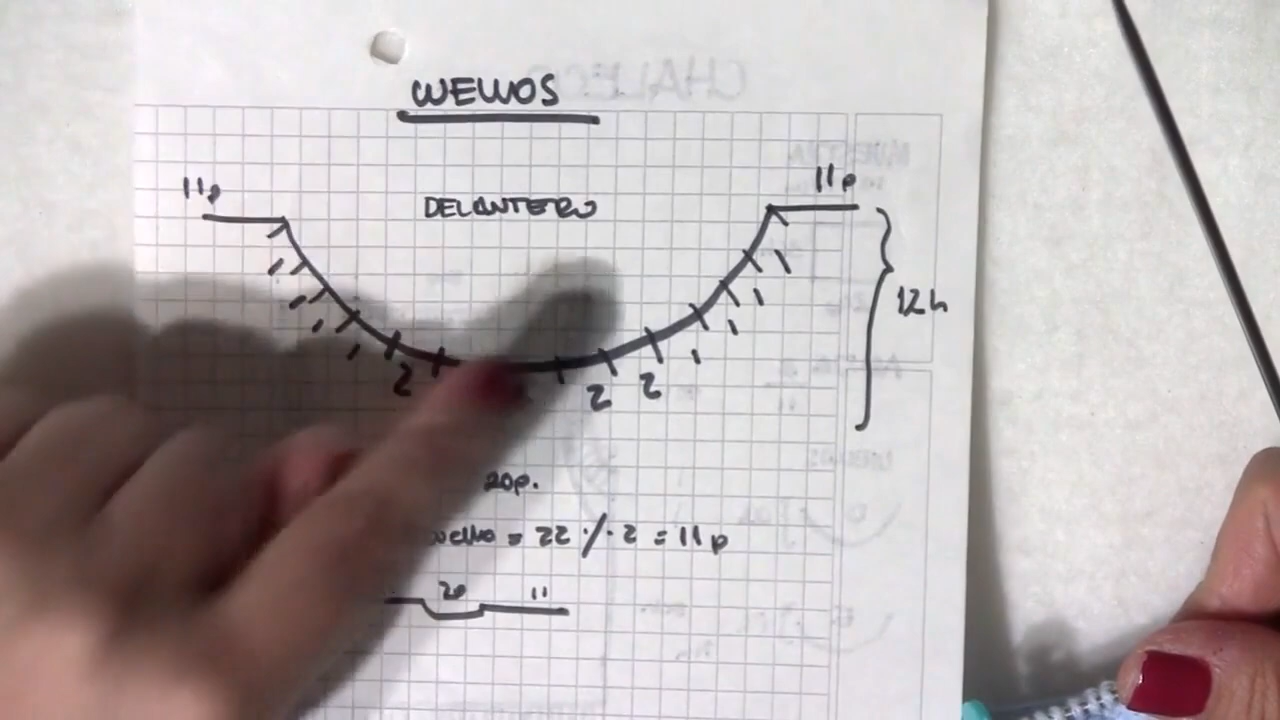 CUELLOS
11p
11p
DELANTERO
12h
2
2
2
20p.
cuello = 22 ./. 2 = 11p
20 11